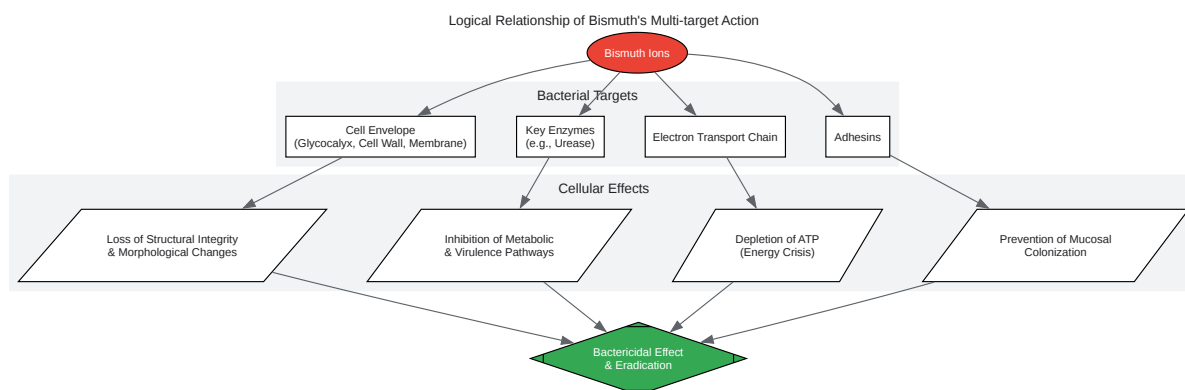 Logical Relationship of Bismuth's Multi-target Action
Bismuth Ions
Bacterial Targets
Cell Envelope
(Glycocalyx, Cell Wall, Membrane)
Key Enzymes
(e.g., Urease)
Electron Transport Chain
Adhesins
Cellular Effects
Loss of Structural Integrity
& Morphological Changes
Inhibition of Metabolic
& Virulence Pathways
Depletion of ATP
(Energy Crisis)
Prevention of Mucosal
Colonization
Bactericidal Effect
& Eradication